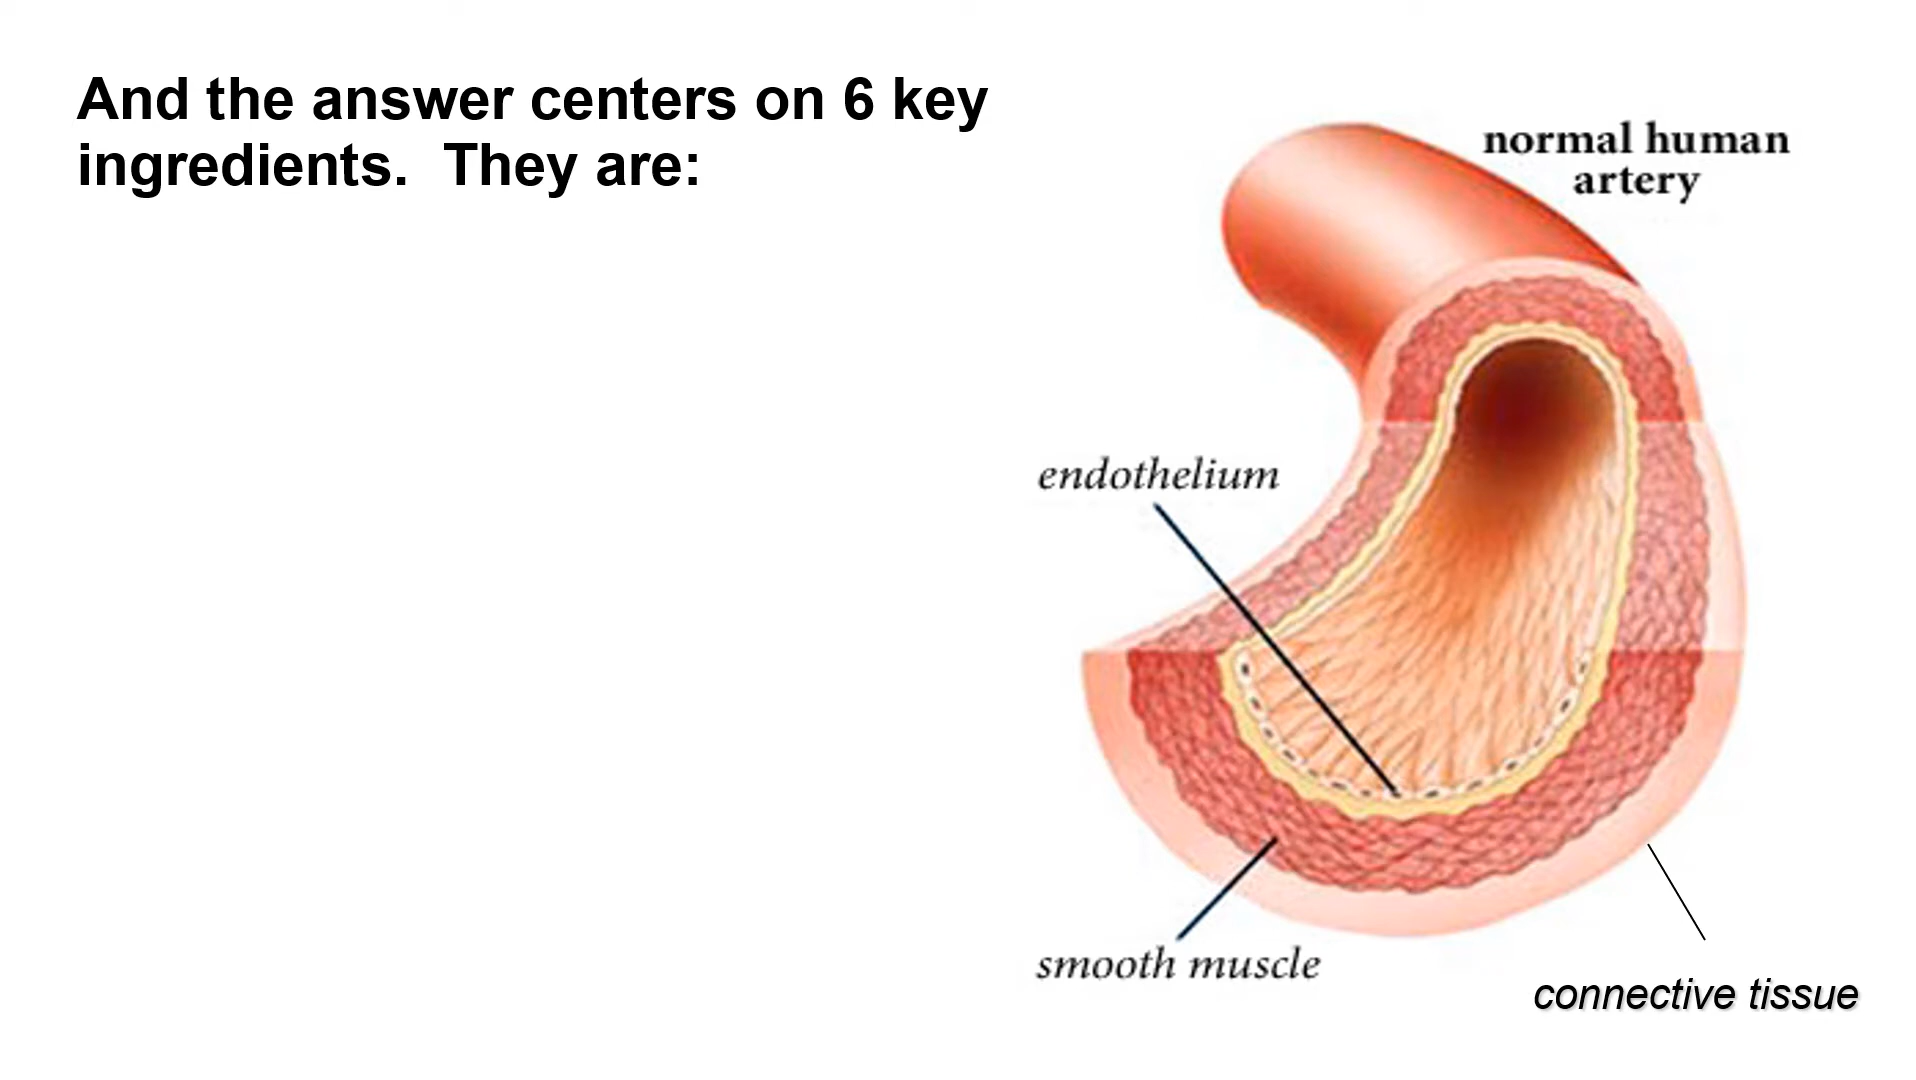 And the answer centers on 6 key
ingredients.  They are:
normal human
artery
endothelium
smooth muscle
connective tissue